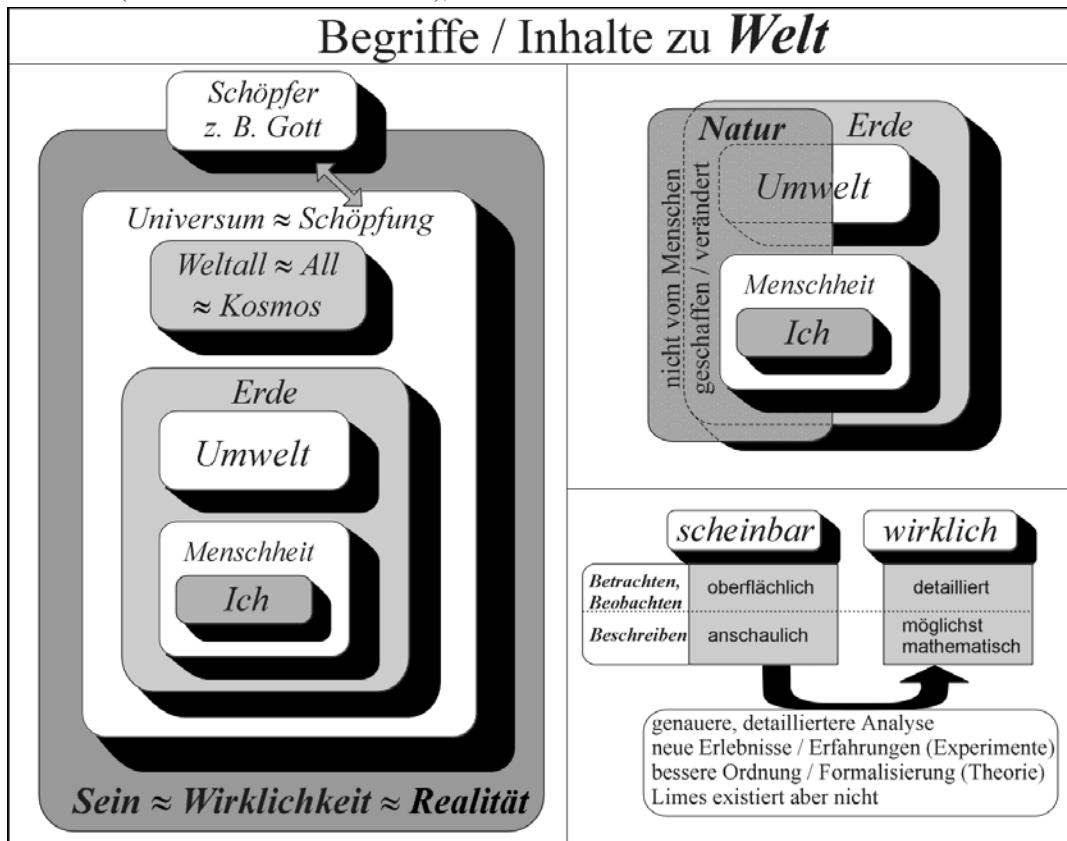 Begriffe / Inhalte zu Welt
Schöpfer
z. B. Gott
Universum ≈ Schöpfung
Weltall ≈ All
≈ Kosmos
Erde
Umwelt
Menschheit
Ich
Sein ≈ Wirklichkeit ≈ Realität
Natur
Erde
Umwelt
nicht vom Menschen
geschaffen / verändert
Menschheit
Ich
scheinbar
wirklich
Betrachten,
Beobachten
oberflächlich
detailliert
Beschreiben
anschaulich
möglichst
mathematisch
genauere, detailliertere Analyse
neue Erlebnisse / Erfahrungen (Experimente)
bessere Ordnung / Formalisierung (Theorie)
Limes existiert aber nicht